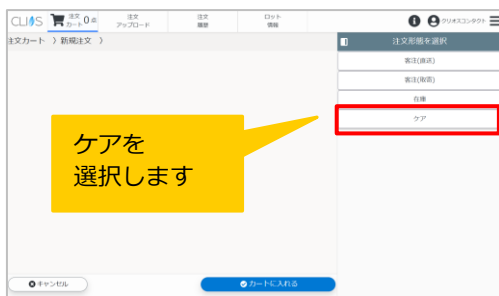 CLIOS
注文
カート 0 点
注文
アップロード
注文
履歴
ロット
情報
クリオスコンタクト
注文カート 〉新規注文 〉
注文形態を選択
客注(直送)
客注(取寄)
在庫
ケア
ケアを
選択します
キャンセル
カートに入れる